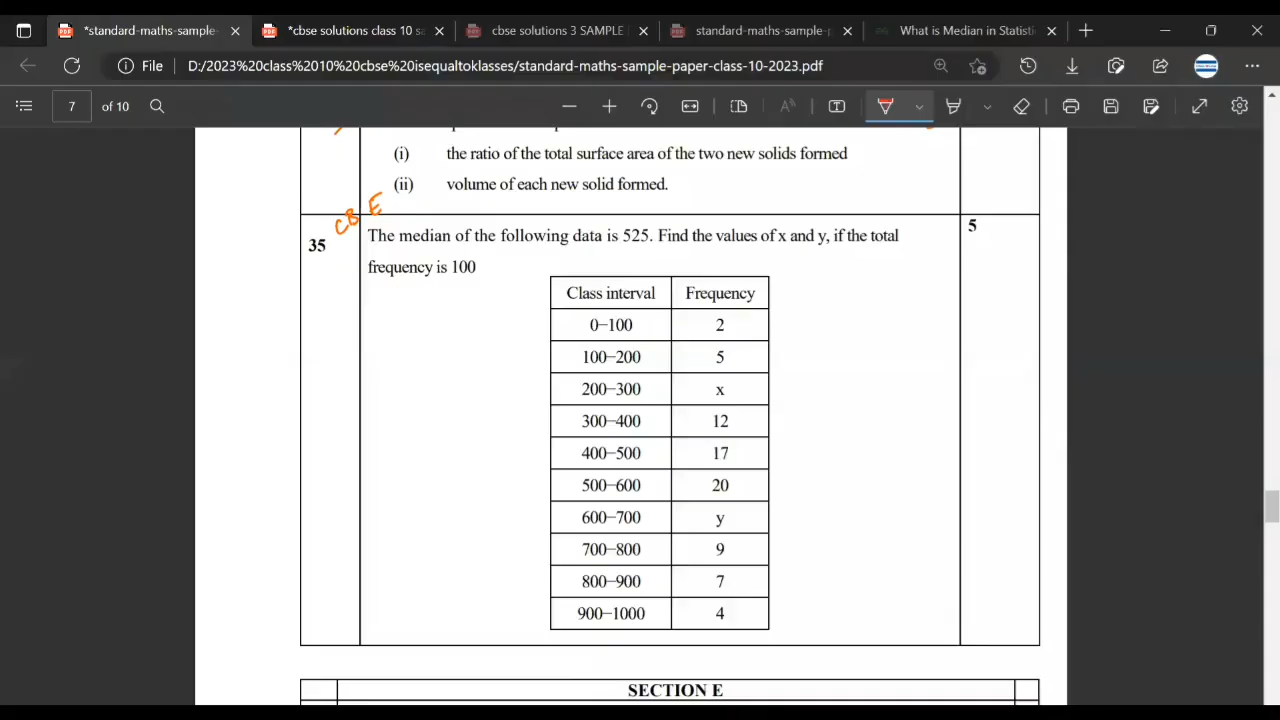 *standard-maths-sample-
*cbse solutions class 10 sa
cbse solutions 3 SAMPLE
standard-maths-sample-p
What is Median in Statisti
File
D:/2023%20class%2010%20cbse%20isequaltoklasses/standard-maths-sample-paper-class-10-2023.pdf
7 of 10
(i) the ratio of the total surface area of the two new solids formed
(ii) volume of each new solid formed.
CB E
35 The median of the following data is 525. Find the values of x and y, if the total 5
frequency is 100
Class interval Frequency
0−100 2
100−200 5
200−300 x
300−400 12
400−500 17
500−600 20
600−700 y
700−800 9
800−900 7
900−1000 4
SECTION E